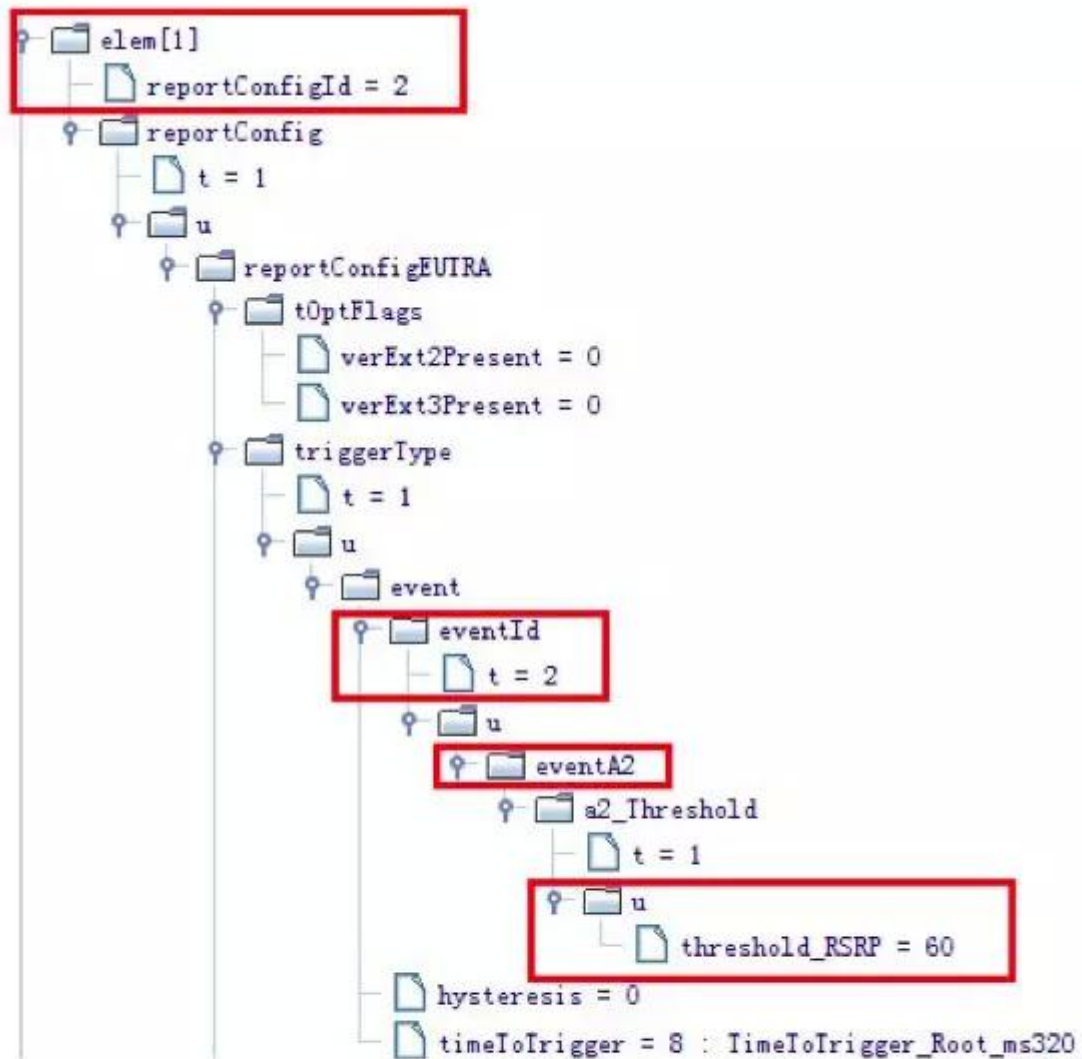 elem[1]
reportConfigId = 2
reportConfig
t = 1
u
reportConfigEUTRA
tOptFlags
verExt2Present = 0
verExt3Present = 0
triggerType
t = 1
u
event
eventId
t = 2
u
eventA2
a2_Threshold
t = 1
u
threshold_RSRP = 60
hysteresis = 0
timeToTrigger = 8 : TimeToTrigger_Root_ms320